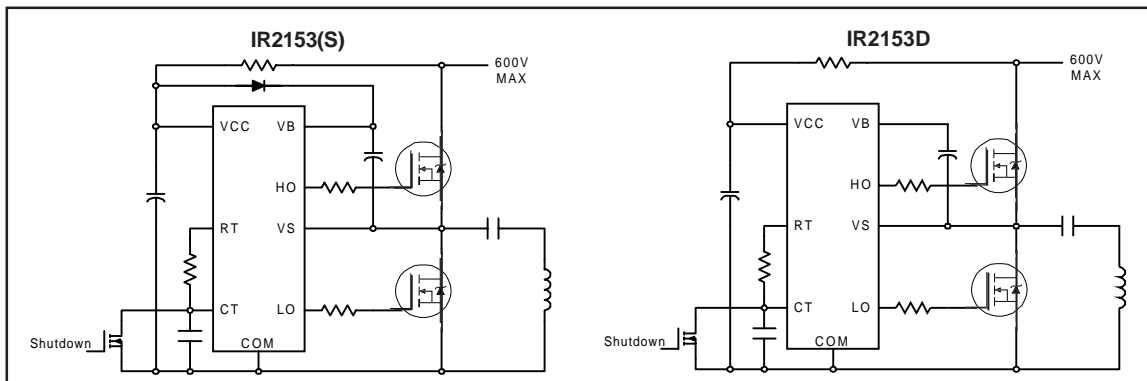 IR2153(S)
600V
MAX
VCC
VB
HO
RT
VS
CT
LO
COM
Shutdown
IR2153D
600V
MAX
VCC
VB
HO
RT
VS
CT
LO
COM
Shutdown